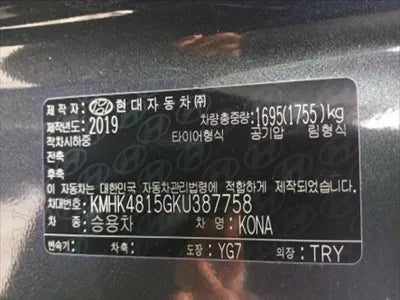 제 작 자: 현대자동차㈜
제작년도: 2019 차량총중량: 1695(1755)kg
적차시하중 타이어형식 공기압 림형식
전축
후축
이 자동차는 대한민국 자동차관리법령에 적합하게 제작되었음
차대번호: KMHK4815GKU387758
차종: 승용차 차명: KONA
변속기: 차축: 도장: YG7 의장: TRY